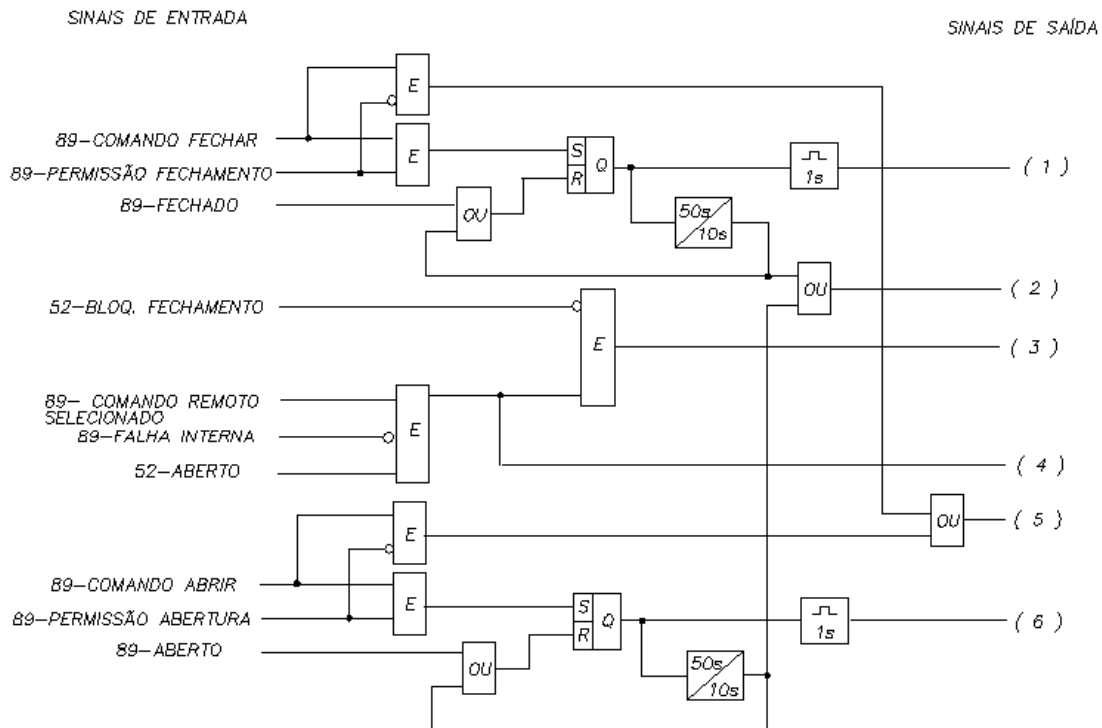 SINAIS DE ENTRADA
SINAIS DE SAÍDA
E
89-COMANDO FECHAR
89-PERMISSÃO FECHAMENTO
E
S
R
Q
1s
( 1 )
89-FECHADO
OU
50s
10s
OU
( 2 )
52-BLOQ. FECHAMENTO
E
( 3 )
89- COMANDO REMOTO
SELECIONADO
89-FALHA INTERNA
E
52-ABERTO
( 4 )
E
OU
( 5 )
89-COMANDO ABRIR
89-PERMISSÃO ABERTURA
E
S
R
Q
1s
( 6 )
89-ABERTO
OU
50s
10s